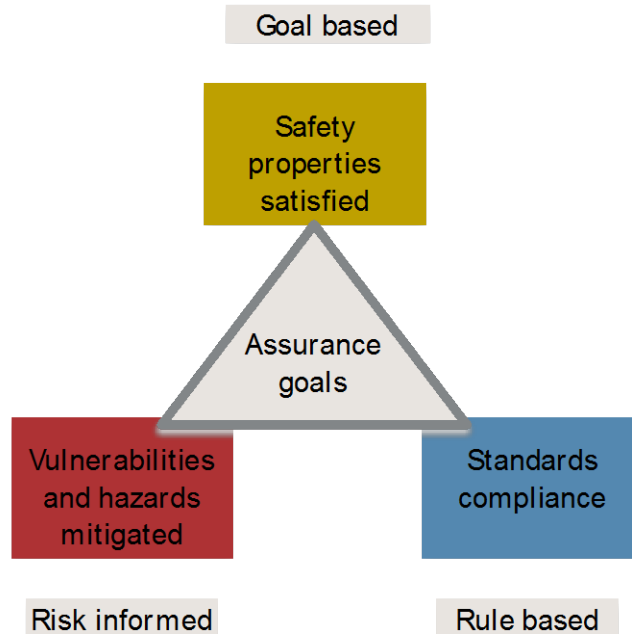 Goal based
Safety
properties
satisfied
Assurance
goals
Vulnerabilities
and hazards
mitigated
Standards
compliance
Risk informed
Rule based